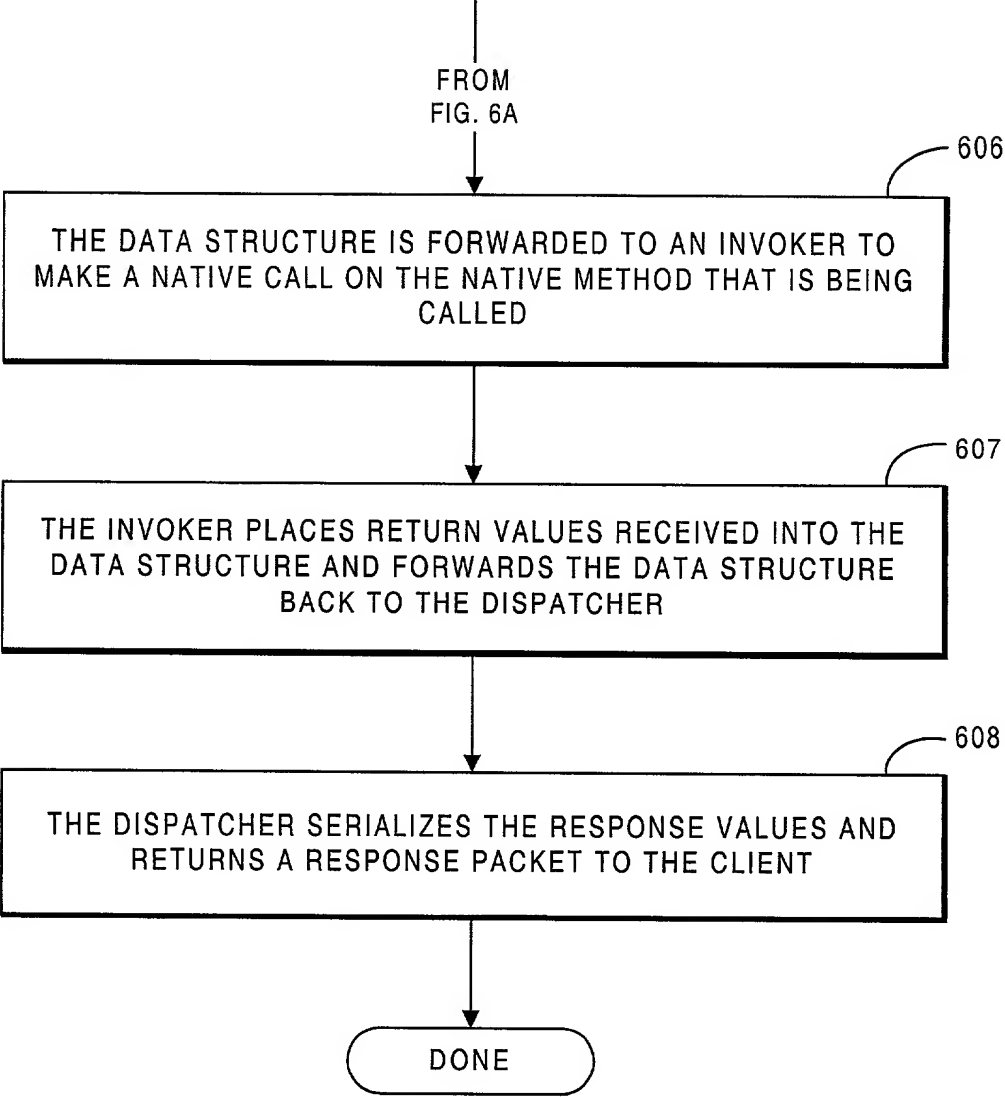 FROM
FIG. 6A
606
THE DATA STRUCTURE IS FORWARDED TO AN INVOKER TO
MAKE A NATIVE CALL ON THE NATIVE METHOD THAT IS BEING
CALLED
607
THE INVOKER PLACES RETURN VALUES RECEIVED INTO THE
DATA STRUCTURE AND FORWARDS THE DATA STRUCTURE
BACK TO THE DISPATCHER
608
THE DISPATCHER SERIALIZES THE RESPONSE VALUES AND
RETURNS A RESPONSE PACKET TO THE CLIENT
DONE